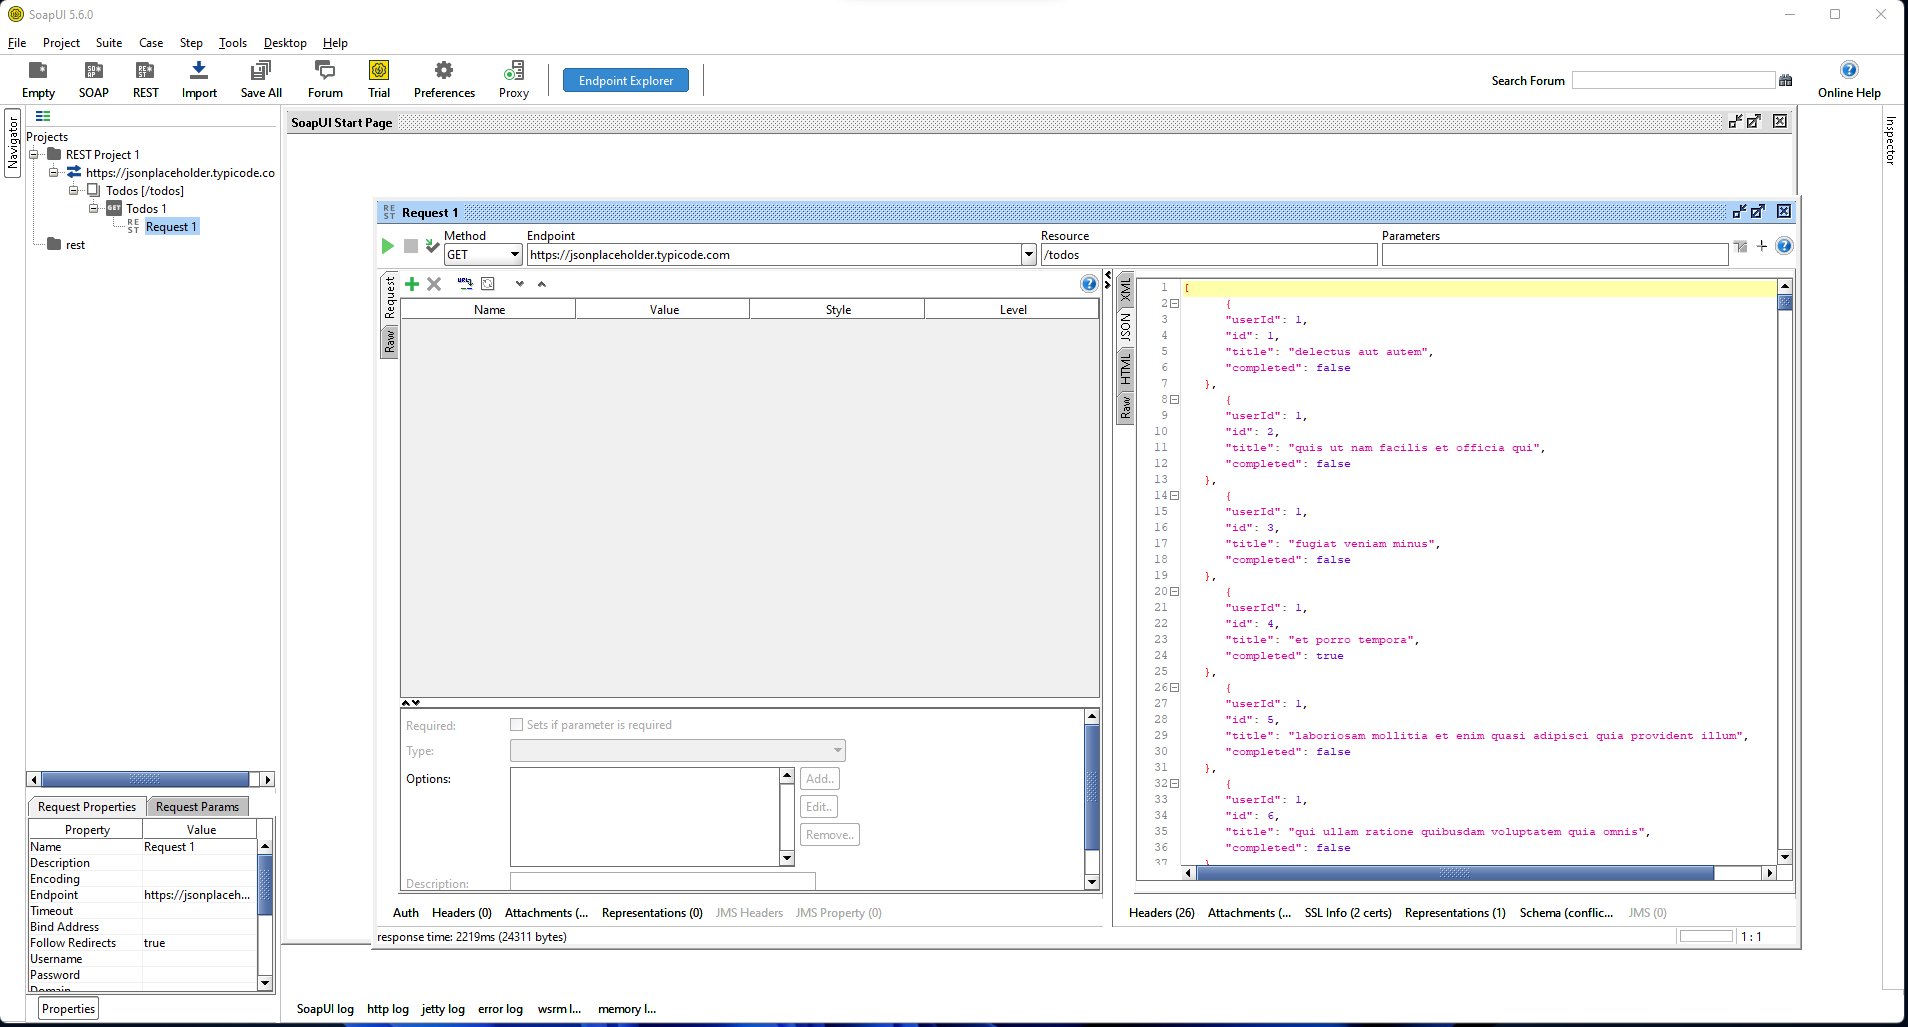 SoapUI 5.6.0
File Project Suite Case Step Tools Desktop Help
Empty SOAP REST Import Save All Forum Trial Preferences Proxy Endpoint Explorer Search Forum Online Help
Navigator
Projects
REST Project 1
https://jsonplaceholder.typicode.co
Todos [/todos]
GET Todos 1
REST Request 1
rest
SoapUI Start Page
Inspector
REST Request 1
Method Endpoint Resource Parameters
GET https://jsonplaceholder.typicode.com /todos
Request
Raw
Name Value Style Level
Required: Sets if parameter is required
Type:
Options: Add..
Edit..
Remove..
Description:
XML
JSON
HTML
Raw
1 [
2 {
3 "userId": 1,
4 "id": 1,
5 "title": "delectus aut autem",
6 "completed": false
7 },
8 {
9 "userId": 1,
10 "id": 2,
11 "title": "quis ut nam facilis et officia qui",
12 "completed": false
13 },
14 {
15 "userId": 1,
16 "id": 3,
17 "title": "fugiat veniam minus",
18 "completed": false
19 },
20 {
21 "userId": 1,
22 "id": 4,
23 "title": "et porro tempora",
24 "completed": true
25 },
26 {
27 "userId": 1,
28 "id": 5,
29 "title": "laboriosam mollitia et enim quasi adipisci quia provident illum",
30 "completed": false
31 },
32 {
33 "userId": 1,
34 "id": 6,
35 "title": "qui ullam ratione quibusdam voluptatem quia omnis",
36 "completed": false
37
Auth Headers (0) Attachments (... Representations (0) JMS Headers JMS Property (0)
Headers (26) Attachments (... SSL Info (2 certs) Representations (1) Schema (conflic... JMS (0)
response time: 2219ms (24311 bytes)
1 : 1
Request Properties Request Params
Property Value
Name Request 1
Description
Encoding
Endpoint https://jsonplaceh...
Timeout
Bind Address
Follow Redirects true
Username
Password
Domain
Properties
SoapUI log http log jetty log error log wsrm l... memory l...